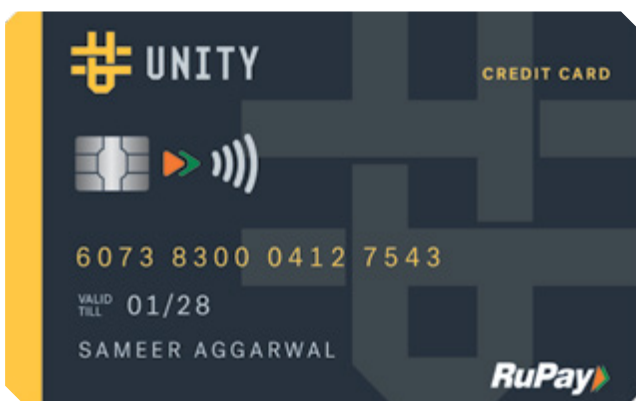 UNITY
CREDIT CARD
6073 8300 0412 7543
VALID
TILL 01/28
SAMEER AGGARWAL
RuPay